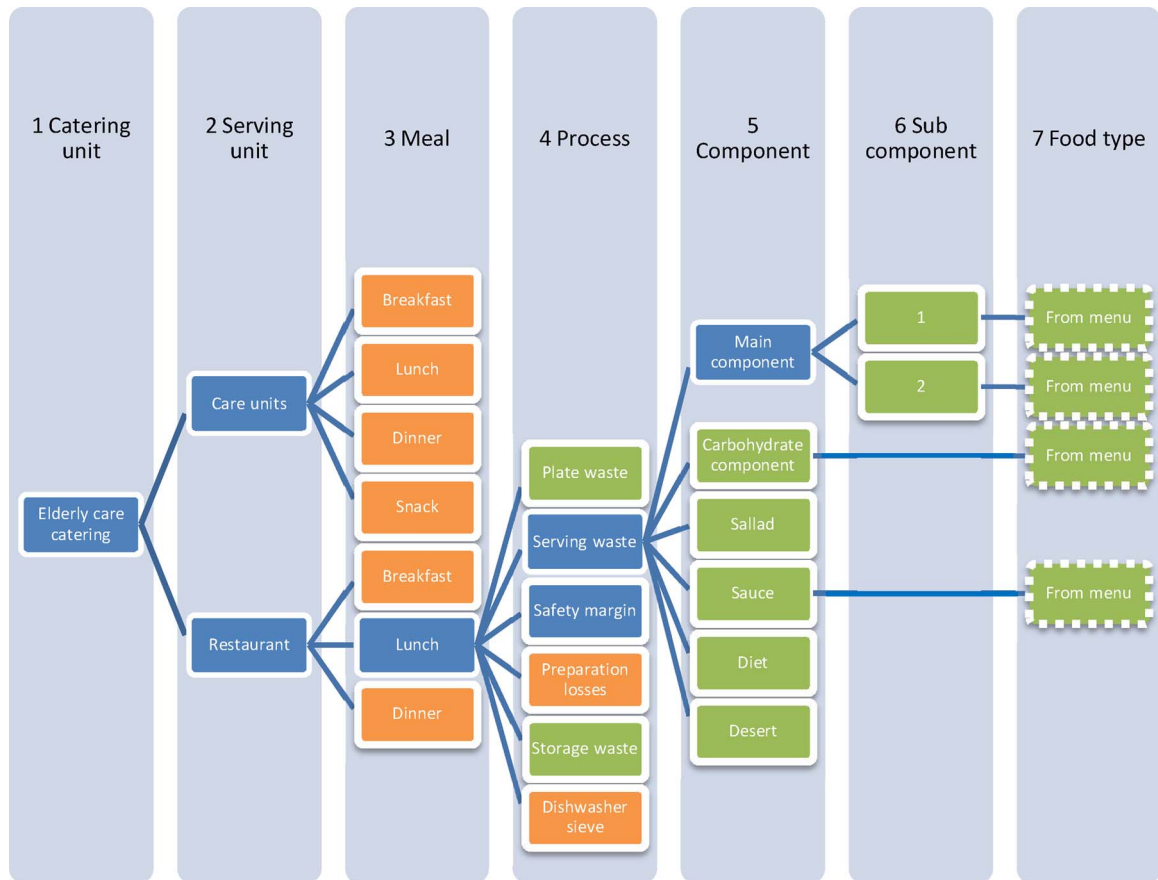 1 Catering
unit
2 Serving
unit
3 Meal
4 Process
5
Component
6 Sub
component
7 Food type
Elderly care
catering
Care units
Restaurant
Breakfast
Lunch
Dinner
Snack
Breakfast
Lunch
Dinner
Plate waste
Serving waste
Safety margin
Preparation
losses
Storage waste
Dishwasher
sieve
Main
component
Carbohydrate
component
Sallad
Sauce
Diet
Desert
1
2
From menu
From menu
From menu
From menu